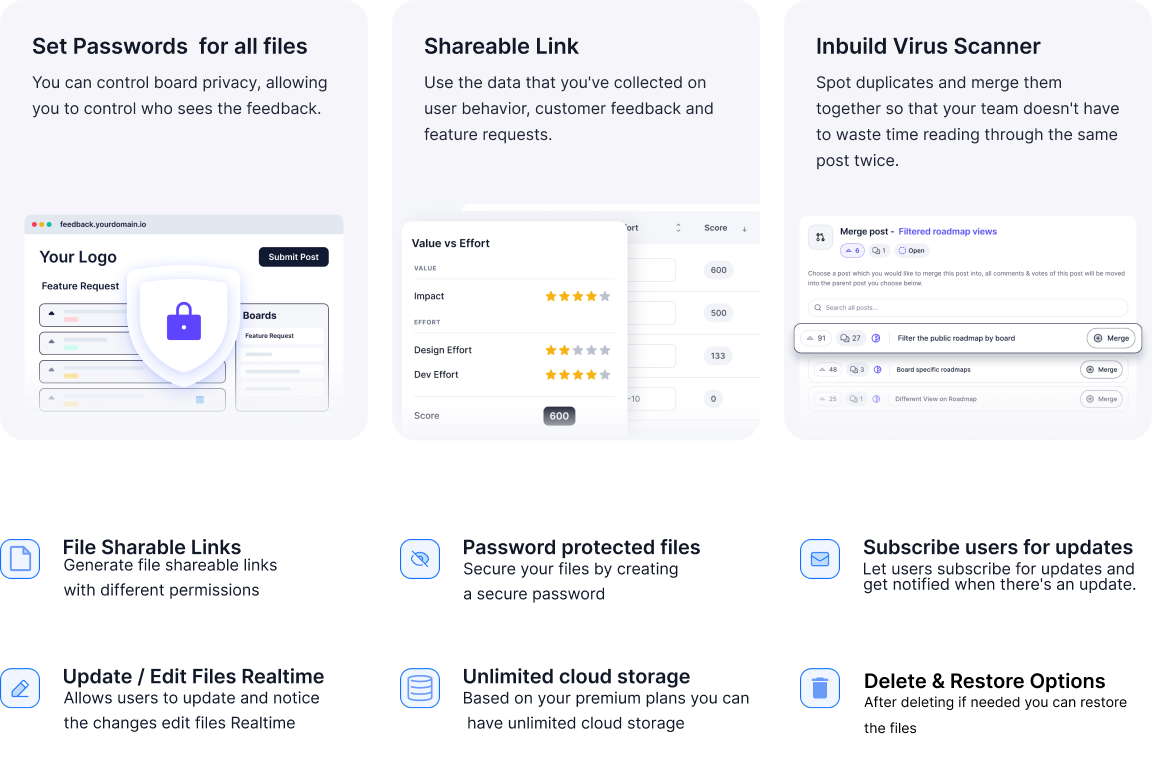 Set Passwords  for all files
You can control board privacy, allowing
you to control who sees the feedback.
feedback.yourdomain.io
Your Logo
Submit Post
Feature Request
Boards
Feature Request
Shareable Link
Use the data that you've collected on
user behavior, customer feedback and
feature requests.
ort
Score
Value vs Effort
VALUE
600
Impact
500
EFFORT
Design Effort
133
Dev Effort
-10
0
Score
600
Inbuild Virus Scanner
Spot duplicates and merge them
together so that your team doesn't have
to waste time reading through the same
post twice.
Merge post - Filtered roadmap views
6 1 Open
Choose a post which you would like to merge this post into, all comments & votes of this post will be moved
into the parent post you choose below.
Search all posts...
91 27 Filter the public roadmap by board Merge
48 3 Board specific roadmaps Merge
25 1 Different View on Roadmap Merge
File Sharable Links
Generate file shareable links
with different permissions
Password protected files
Secure your files by creating
a secure password
Subscribe users for updates
Let users subscribe for updates and
get notified when there's an update.
Update / Edit Files Realtime
Allows users to update and notice
the changes edit files Realtime
Unlimited cloud storage
Based on your premium plans you can
have unlimited cloud storage
Delete & Restore Options
After deleting if needed you can restore
the files